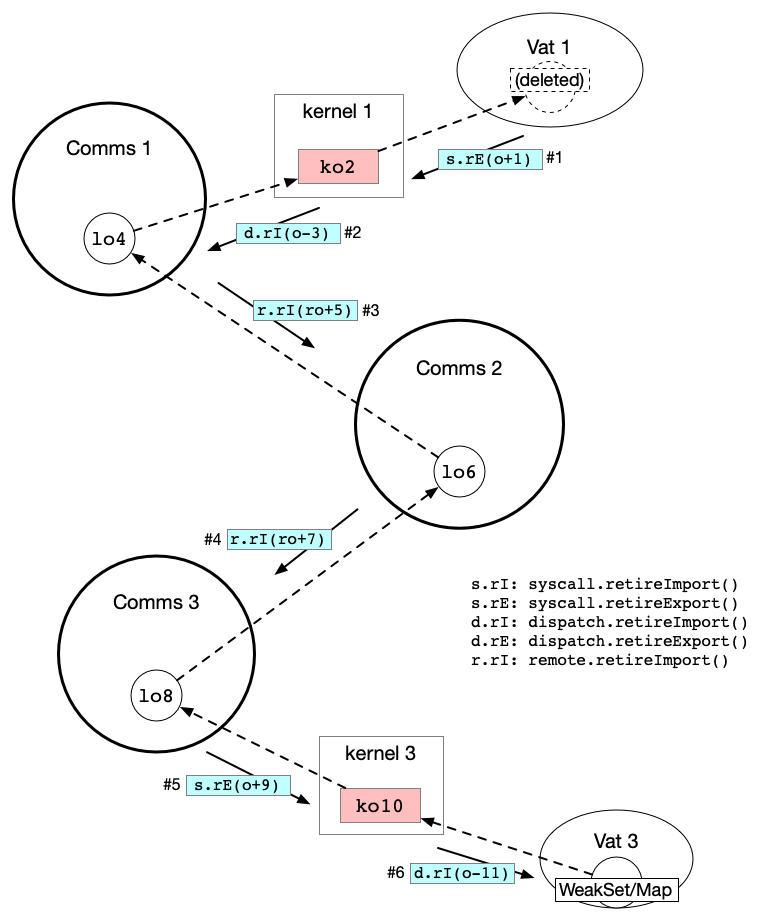 Vat 1
(deleted)
kernel 1
ko2
s.rE(o+1) #1
Comms 1
lo4
d.rI(o-3) #2
r.rI(ro+5) #3
Comms 2
lo6
#4 r.rI(ro+7)
s.rI: syscall.retireImport()
s.rE: syscall.retireExport()
d.rI: dispatch.retireImport()
d.rE: dispatch.retireExport()
r.rI: remote.retireImport()
Comms 3
lo8
kernel 3
#5 s.rE(o+9)
ko10
Vat 3
#6 d.rI(o-11)
WeakSet/Map